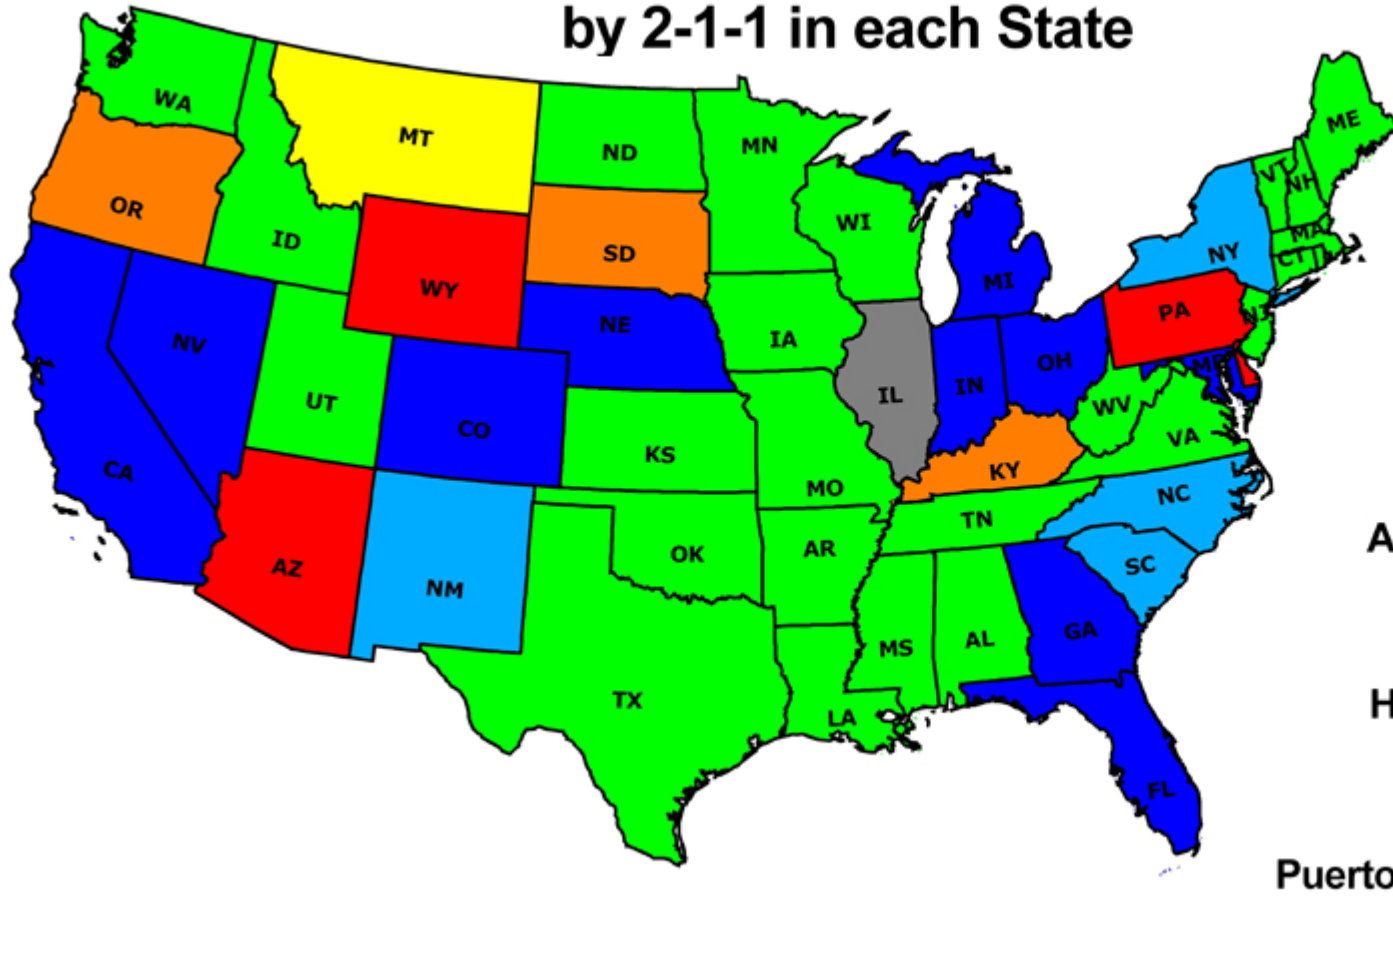 by 2-1-1 in each State
WA
MT
ND
MN
ME
VT
NH
OR
ID
SD
WI
MA
NY
CT
MI
WY
NE
IA
PA
NJ
NV
OH
MD
UT
IL
IN
WV
CO
KS
VA
CA
KY
MO
NC
TN
OK
AR
A
AZ
NM
SC
MS
AL
GA
TX
H
LA
FL
Puerto